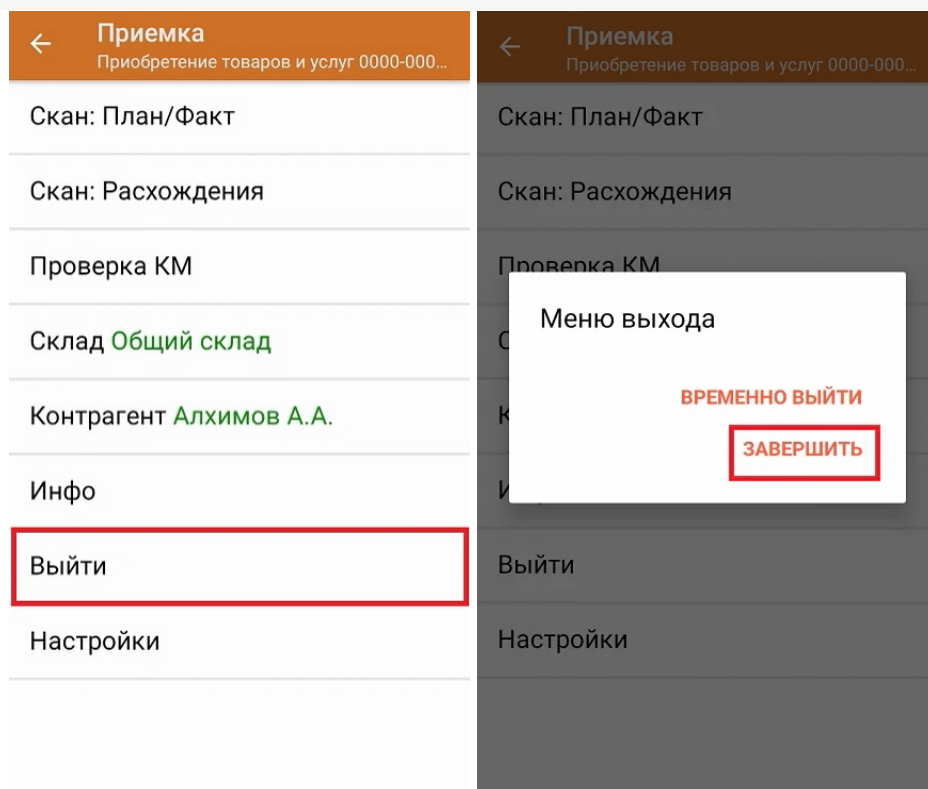 Приемка
Приобретение товаров и услуг 0000-000...
Скан: План/Факт
Скан: Расхождения
Проверка КМ
Склад Общий склад
Контрагент Алхимов А.А.
Инфо
Выйти
Настройки
Приемка
Приобретение товаров и услуг 0000-000...
Скан: План/Факт
Скан: Расхождения
Проверка КМ
Меню выхода
ВРЕМЕННО ВЫЙТИ
ЗАВЕРШИТЬ
Выйти
Настройки